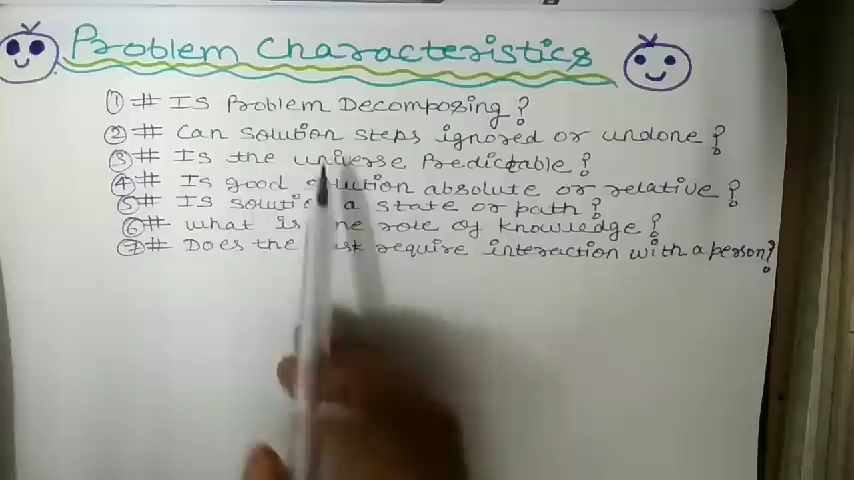 Problem Characteristics
① # Is Problem Decomposing?
② # Can solution steps ignored or undone?
③ # Is the universe Predictable?
④ # Is good solution absolute or relative?
⑤ # Is a state or path?
⑥ # what is role of knowledge?
⑦ # Does the require interaction with a person?